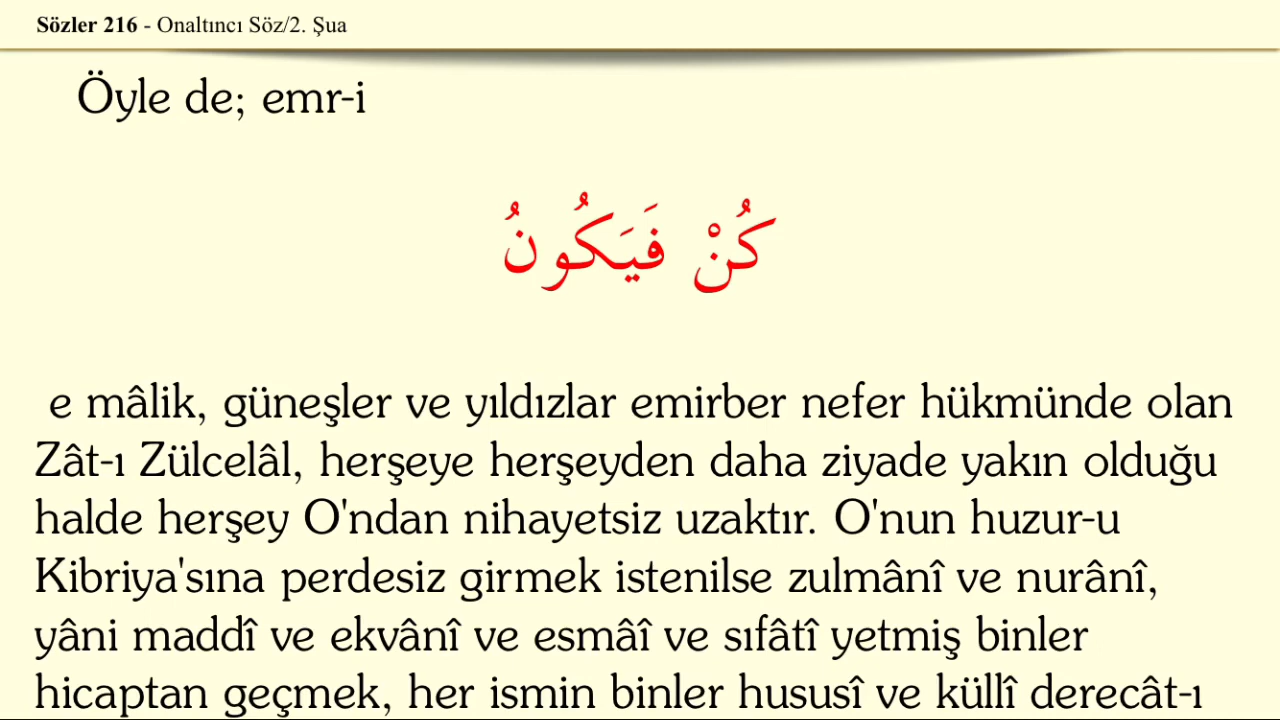 Sözler 216 - Onaltıncı Söz/2. Şua
Öyle de; emr-i
كُنْ فَيَكُونُ
e mâlik, güneşler ve yıldızlar emirber nefer hükmünde olan
Zât-ı Zülcelâl, herşeye herşeyden daha ziyade yakın olduğu
halde herşey O'ndan nihayetsiz uzaktır. O'nun huzur-u
Kibriya'sına perdesiz girmek istenilse zulmânî ve nurânî,
yâni maddî ve ekvânî ve esmâî ve sıfâtî yetmiş binler
hicaptan geçmek, her ismin binler hususî ve küllî derecât-ı